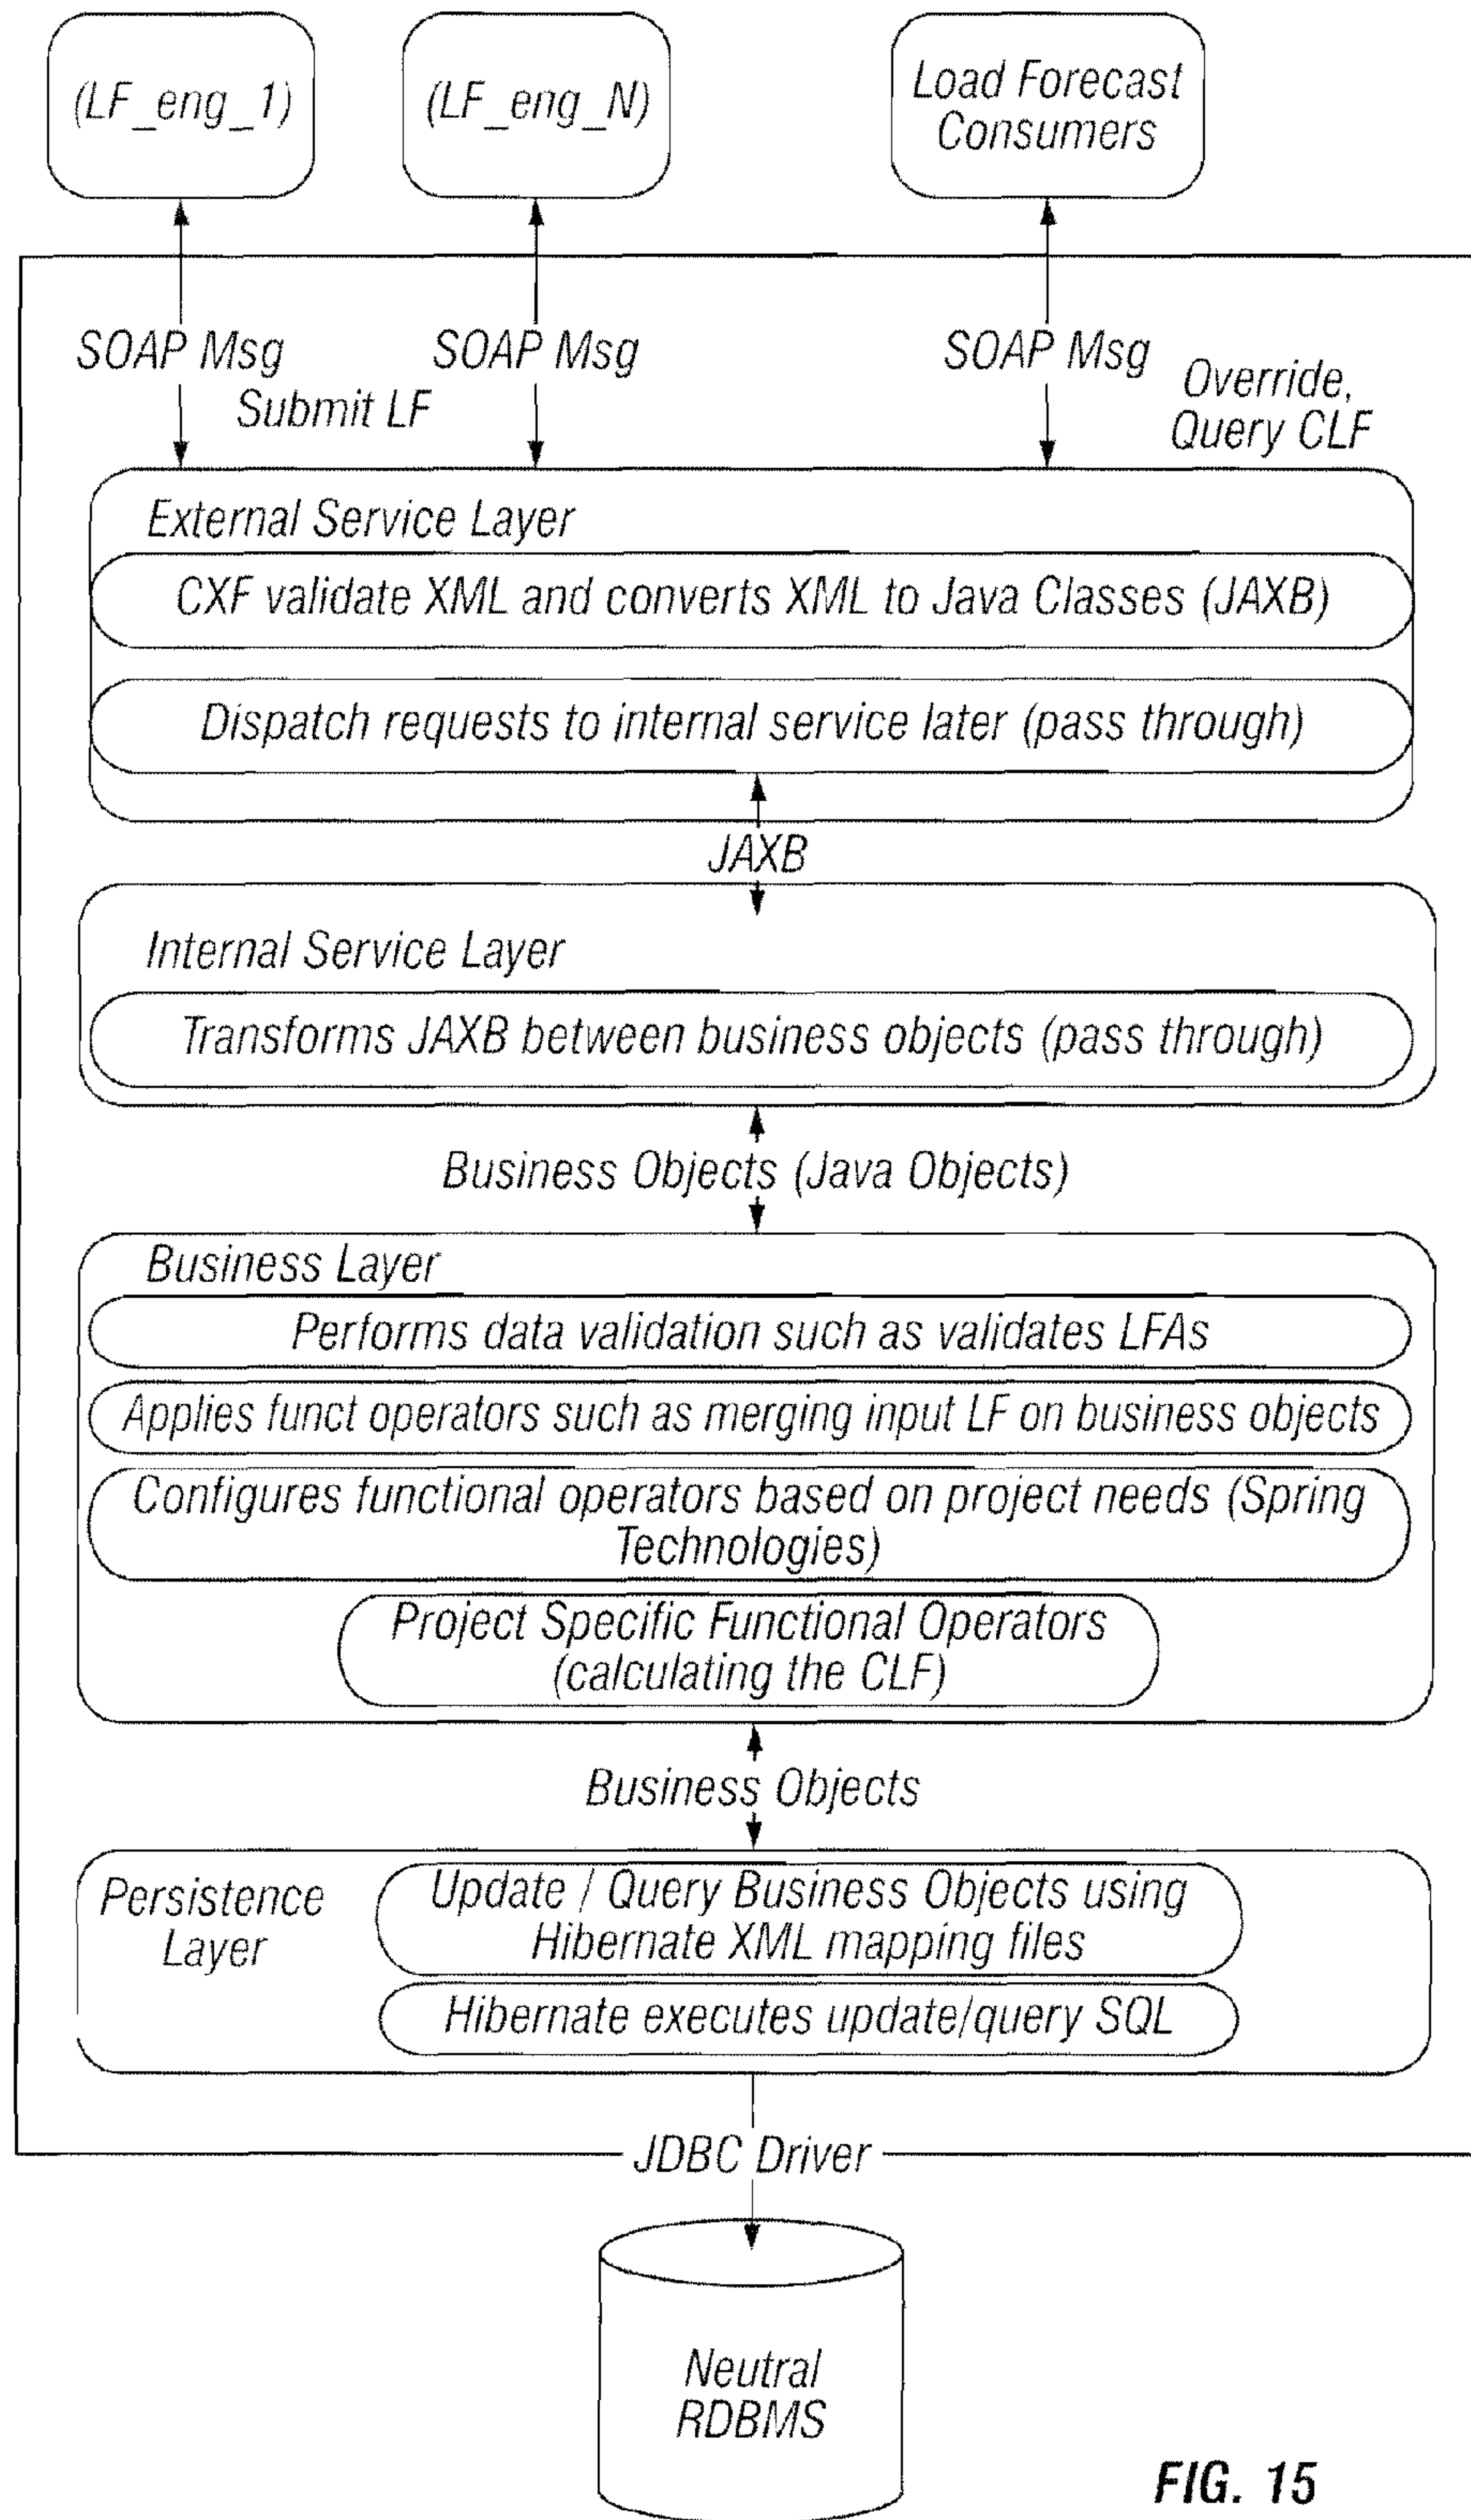 (LF_eng_1)
(LF_eng_N)
Load Forecast
Consumers
SOAP Msg
SOAP Msg
SOAP Msg
Submit LF
Override,
Query CLF
External Service Layer
CXF validate XML and converts XML to Java Classes (JAXB)
Dispatch requests to internal service later (pass through)
JAXB
Internal Service Layer
Transforms JAXB between business objects (pass through)
Business Objects (Java Objects)
Business Layer
Performs data validation such as validates LFAs
Applies funct operators such as merging input LF on business objects
Configures functional operators based on project needs (Spring
Technologies)
Project Specific Functional Operators
(calculating the CLF)
Business Objects
Persistence
Layer
Update / Query Business Objects using
Hibernate XML mapping files
Hibernate executes update/query SQL
JDBC Driver
Neutral
RDBMS
FIG. 15